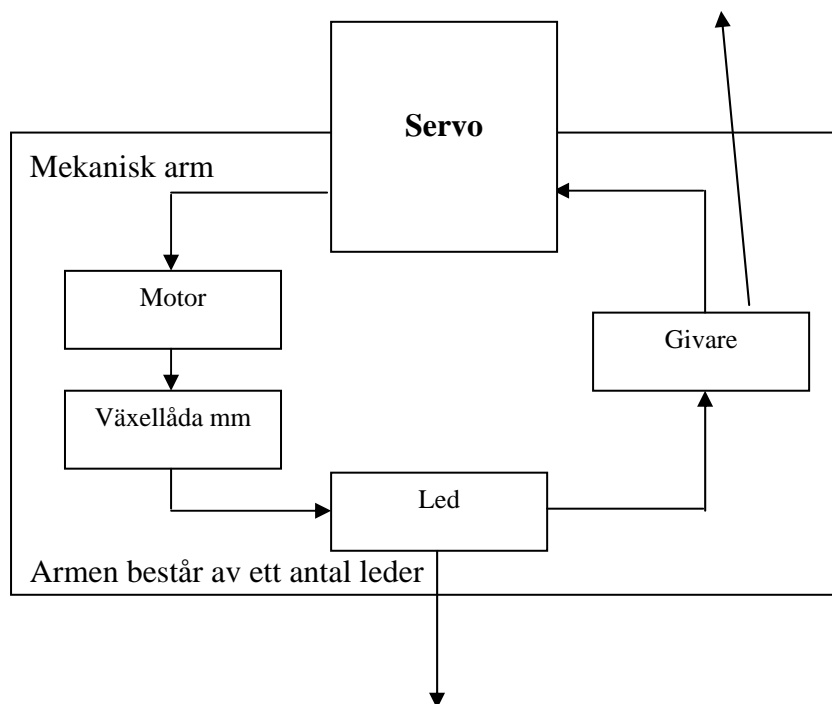 Servo
Mekanisk arm
Motor
Givare
Växellåda mm
Led
Armen består av ett antal leder